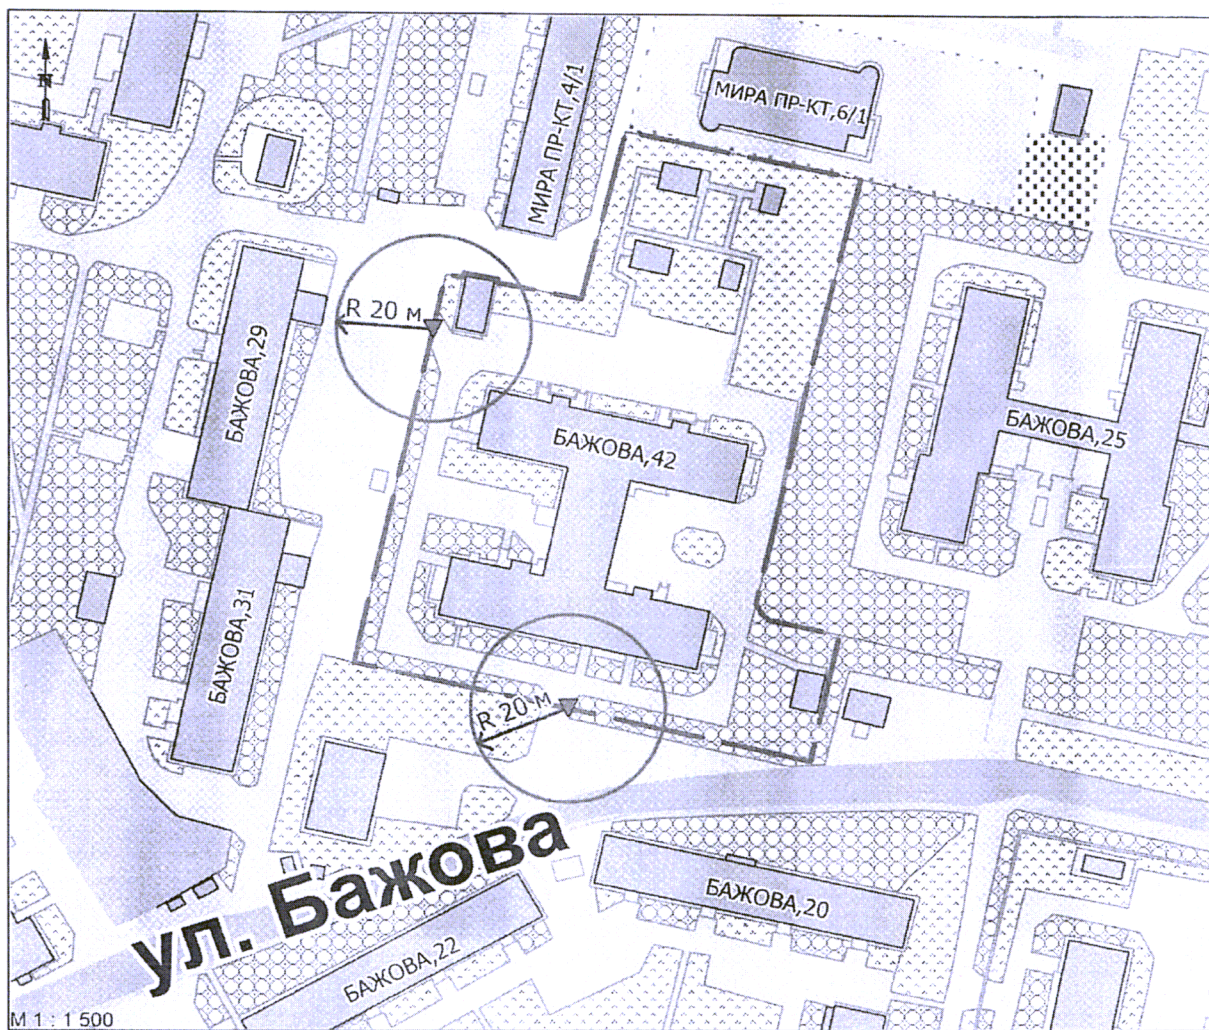 N
МИРА ПР-КТ,4/1
МИРА ПР-КТ,6/1
R 20 м
БАЖОВА,29
БАЖОВА,42
БАЖОВА,25
БАЖОВА,31
R 20 м
ул. Бажова
БАЖОВА,20
БАЖОВА,22
М 1 : 1 500